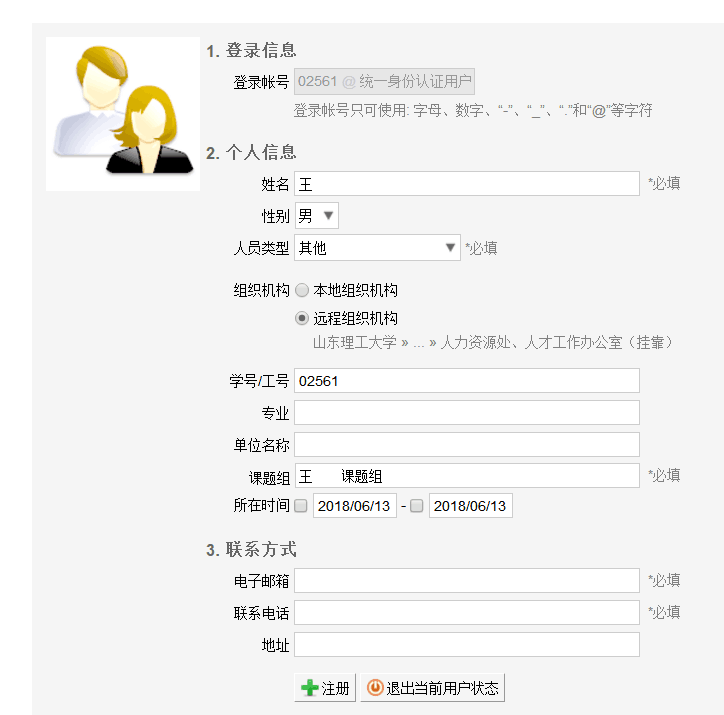 1. 登录信息
登录帐号 02561 @ 统一身份认证用户
登录帐号只可使用: 字母、数字、“-”、“_”、“.”和“@”等字符
2. 个人信息
姓名 王 *必填
性别 男
人员类型 其他 *必填
组织机构 本地组织机构
远程组织机构
山东理工大学 » ... » 人力资源处、人才工作办公室（挂靠）
学号/工号 02561
专业
单位名称
课题组 王 课题组 *必填
所在时间 2018/06/13 - 2018/06/13
3. 联系方式
电子邮箱 *必填
联系电话 *必填
地址
注册 退出当前用户状态